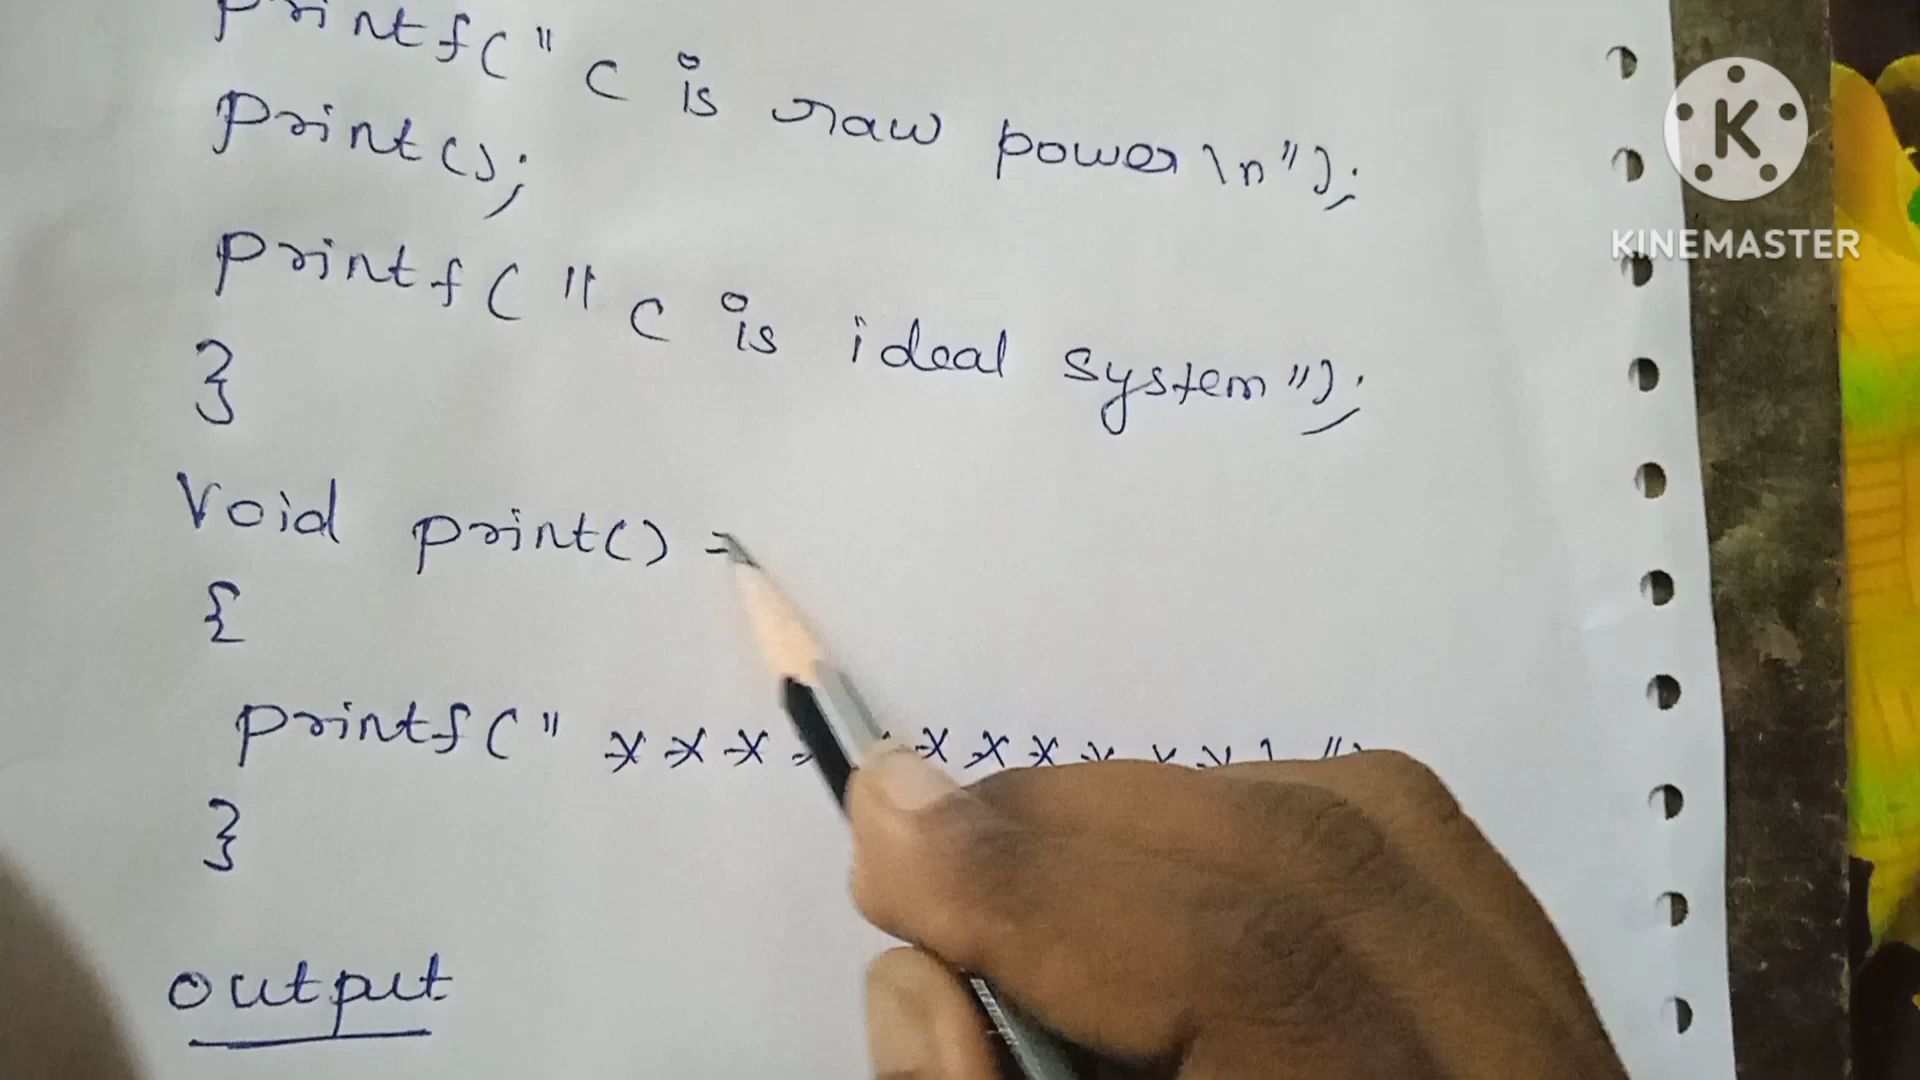 printf("C is raw power\n");
print();
printf("C is ideal system");
}
Void print()
{
printf("***
}
output
K
KINEMASTER